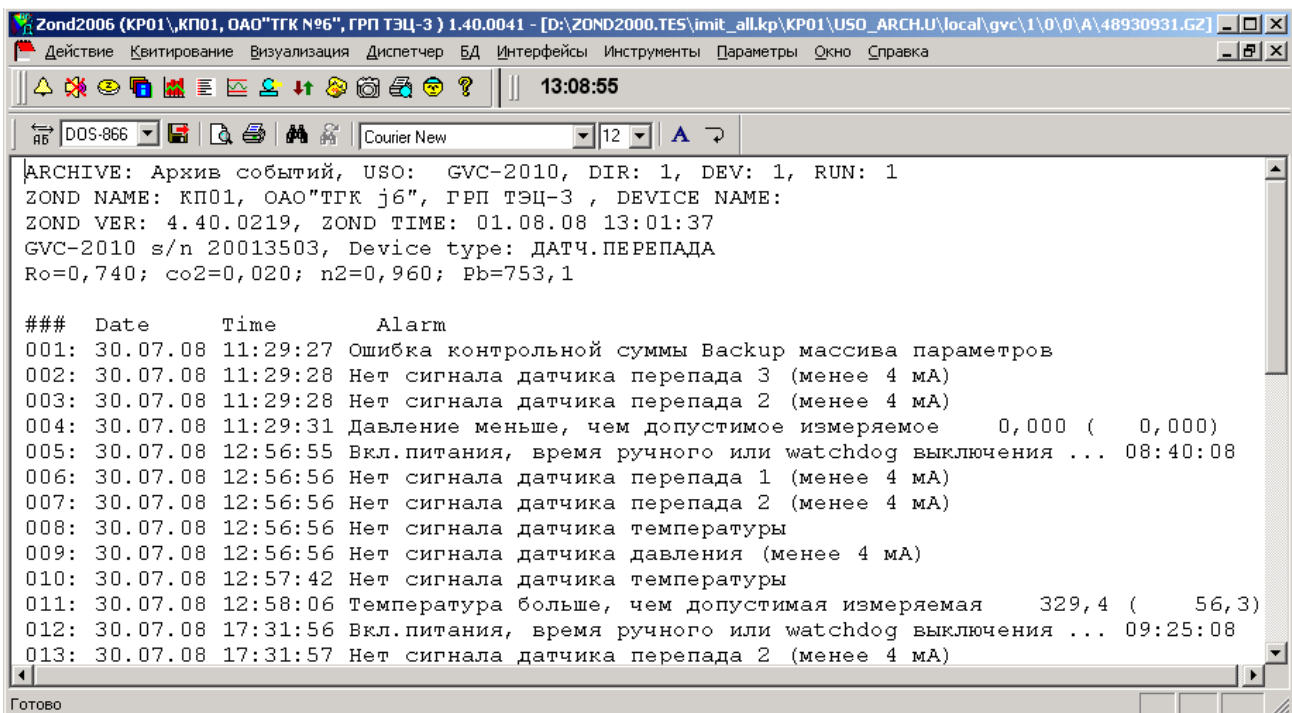 Zond2006 (KP01\,,КП01, ОАО"ТГК №6", ГРП ТЭЦ-3 ) 1.40.0041 - [D:\ZOND2000.TES\imit_all.kp\KP01\USO_ARCH.U\local\gvc\1\0\0\A\48930931.GZ]
Действие Квитирование Визуализация Диспетчер БД Интерфейсы Инструменты Параметры Окно Справка
13:08:55
АБ DOS-866 Courier New 12 A
ARCHIVE: Архив событий, USO:  GVC-2010, DIR: 1, DEV: 1, RUN: 1
ZOND NAME: КП01, ОАО"ТГК j6", ГРП ТЭЦ-3 , DEVICE NAME:
ZOND VER: 4.40.0219, ZOND TIME: 01.08.08 13:01:37
GVC-2010 s/n 20013503, Device type: ДАТЧ.ПЕРЕПАДА
Ro=0,740; co2=0,020; n2=0,960; Pb=753,1
###  Date     Time       Alarm
001: 30.07.08 11:29:27 Ошибка контрольной суммы Backup массива параметров
002: 30.07.08 11:29:28 Нет сигнала датчика перепада 3 (менее 4 мА)
003: 30.07.08 11:29:28 Нет сигнала датчика перепада 2 (менее 4 мА)
004: 30.07.08 11:29:31 Давление меньше, чем допустимое измеряемое    0,000 (   0,000)
005: 30.07.08 12:56:55 Вкл.питания, время ручного или watchdog выключения ... 08:40:08
006: 30.07.08 12:56:56 Нет сигнала датчика перепада 1 (менее 4 мА)
007: 30.07.08 12:56:56 Нет сигнала датчика перепада 2 (менее 4 мА)
008: 30.07.08 12:56:56 Нет сигнала датчика температуры
009: 30.07.08 12:56:56 Нет сигнала датчика давления (менее 4 мА)
010: 30.07.08 12:57:42 Нет сигнала датчика температуры
011: 30.07.08 12:58:06 Температура больше, чем допустимая измеряемая    329,4 (    56,3)
012: 30.07.08 17:31:56 Вкл.питания, время ручного или watchdog выключения ... 09:25:08
013: 30.07.08 17:31:57 Нет сигнала датчика перепада 2 (менее 4 мА)
Готово